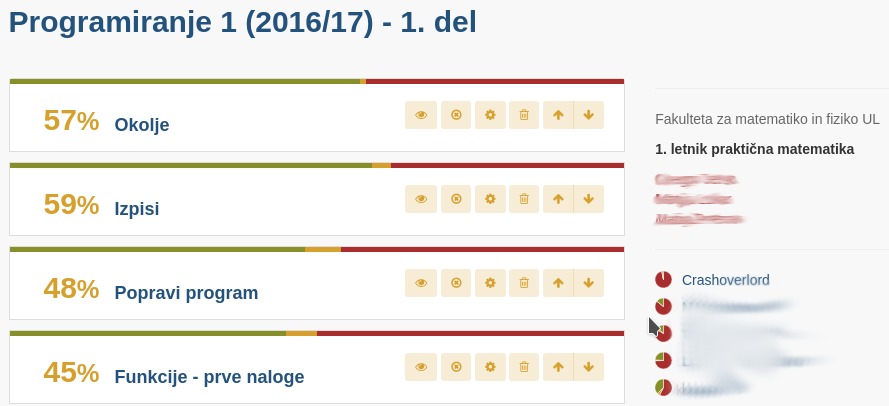 Programiranje 1 (2016/17) - 1. del
57% Okolje
59% Izpisi
48% Popravi program
45% Funkcije - prve naloge
Fakulteta za matematiko in fiziko UL
1. letnik praktična matematika
Crashoverlord